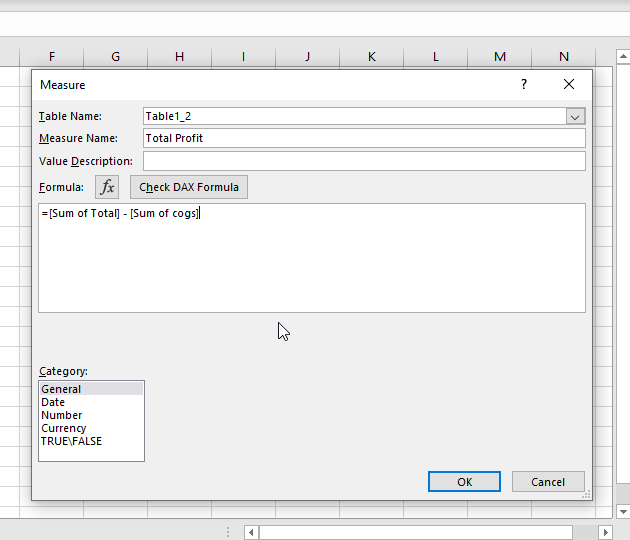 F G H I J K L M N
Measure ? ×
Table Name: Table1_2
Measure Name: Total Profit
Value Description:
Formula: fx Check DAX Formula
=[Sum of Total] - [Sum of cogs]
Category:
General
Date
Number
Currency
TRUE\FALSE
OK Cancel